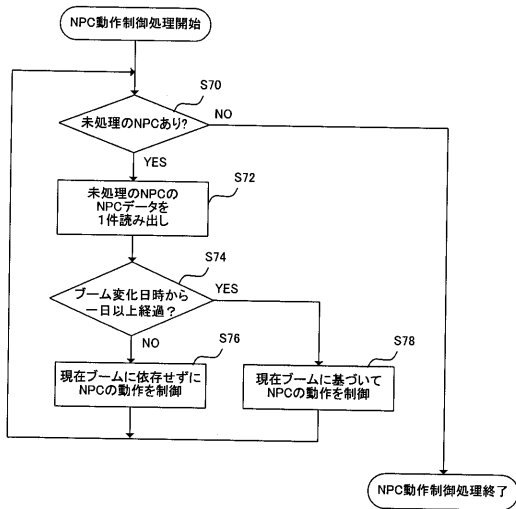 NPC動作制御処理開始
S70
未処理のNPCあり?
NO
YES
S72
未処理のNPCの
NPCデータを
1件読み出し
S74
ブーム変化日時から
一日以上経過？
YES
NO
S76
現在ブームに依存せずに
NPCの動作を制御
S78
現在ブームに基づいて
NPCの動作を制御
NPC動作制御処理終了